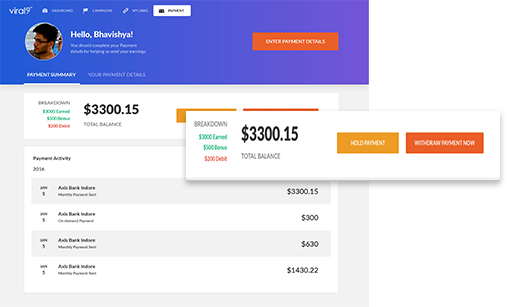 viral9
DASHBOARD
CAMPAIGNS
MY LINKS
PAYMENT
Hello, Bhavishya!
You should complete your Payment
details for helping us send your earnings.
ENTER PAYMENT DETAILS
PAYMENT SUMMARY
YOUR PAYMENT DETAILS
BREAKDOWN
$3000 Earned
$500 Bonus
$200 Debit
$3300.15
TOTAL BALANCE
BREAKDOWN
$3000 Earned
$500 Bonus
$200 Debit
$3300.15
TOTAL BALANCE
HOLD PAYMENT
WITHDRAW PAYMENT NOW
Payment Activity
2016
JAN
5
Axis Bank Indore
Monthly Payment Sent
$3300.15
JAN
5
Axis Bank Indore
On-demand Payment
$300
JAN
5
Axis Bank Indore
Monthly Payment Sent
$630
JAN
5
Axis Bank Indore
Monthly Payment Sent
$1430.22